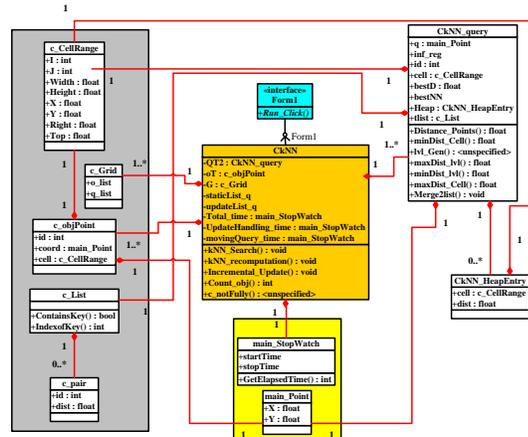 1
c_CellRange
+I : int
+J : int
+Width : float
+Height : float
+X : float
+Y : float
+Right : float
+Top : float
1
1
c_Grid
+o_list
+q_list
1..*
1
c_objPoint
+id : int
+coord : main_Point
+cell : c_CellRange
1
1..*
1
c_List
+ContainsKey() : bool
+IndexofKey() : int
1
1
0..*
c_pair
+id : int
+dist : float
«interface»
Form1
+Run_Click()
Form1
CkNN
-QT2 : CkNN_query
-oT : c_objPoint
-G : c_Grid
-staticList_q
-updateList_q
-Total_time : main_StopWatch
-UpdateHandling_time : main_StopWatch
-movingQuery_time : main_StopWatch
+kNN_Search() : void
+kNN_recomputation() : void
+Incremental_Update() : void
+Count_obj() : int
+c_notFully() : <unspecified>
1
1
main_StopWatch
+startTime
+stopTime
+GetElapsedTime() : int
main_Point
+X : float
+Y : float
1
1
CkNN_query
+q : main_Point
+inf_reg
+id : int
+cell : c_CellRange
+bestD : float
+bestNN
+Heap : CkNN_HeapEntry
+tlist : c_List
+Distance_Points() : float
+minDist_Cell() : float
+lvl_Gen() : <unspecified>
+maxDist_lvl() : float
+minDist_lvl() : float
+maxDist_Cell() : float
+Merge2list() : void
1
1
1..*
1
1
1
0..*
1
CkNN_HeapEntry
+cell : c_CellRange
+dist : float